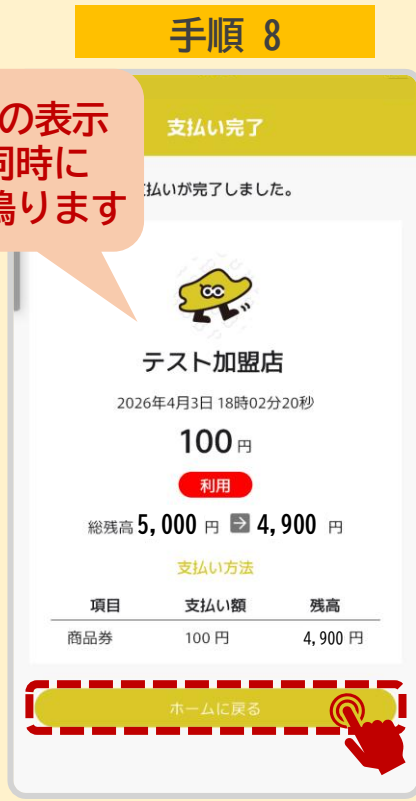 手順 8
の表示
同時に
鳴ります
支払い完了
払いが完了しました。
テスト加盟店
2026年4月3日 18時02分20秒
100 円
利用
総残高 5,000 円 → 4,900 円
支払い方法
項目 支払い額 残高
商品券 100 円 4,900 円
ホームに戻る